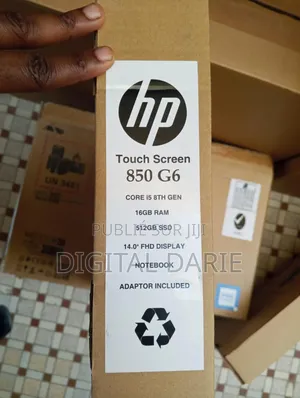 hp
Touch Screen
850 G6
CORE I5 8TH GEN
16GB RAM
PUBLIÉ SUR JIJI
512GB SSD
14.0" FHD DISPLAY
DIGITAL DARIE
NOTEBOOK
ADAPTOR INCLUDED